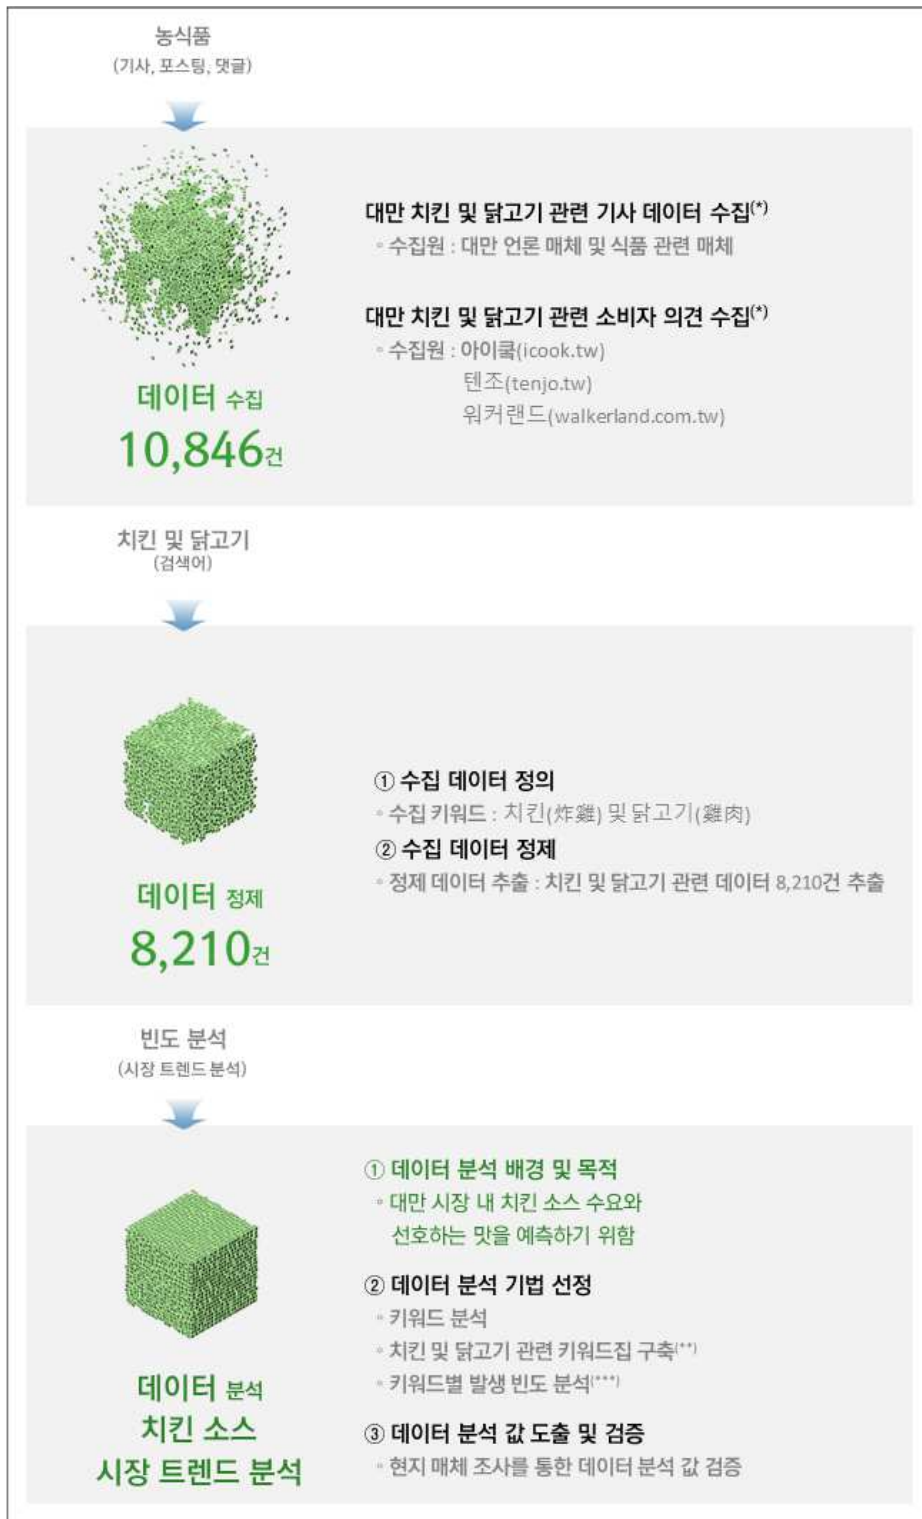 농식품
(기사, 포스팅, 댓글)
대만 치킨 및 닭고기 관련 기사 데이터 수집(*)
◦ 수집원 : 대만 언론 매체 및 식품 관련 매체
대만 치킨 및 닭고기 관련 소비자 의견 수집(*)
◦ 수집원 : 아이쿸(icook.tw)
텐조(tenjo.tw)
워커랜드(walkerland.com.tw)
데이터 수집
10,846건
치킨 및 닭고기
(검색어)
① 수집 데이터 정의
◦ 수집 키워드 : 치킨(炸雞) 및 닭고기(雞肉)
② 수집 데이터 정제
◦ 정제 데이터 추출 : 치킨 및 닭고기 관련 데이터 8,210건 추출
데이터 정제
8,210건
빈도 분석
(시장 트렌드 분석)
① 데이터 분석 배경 및 목적
◦ 대만 시장 내 치킨 소스 수요와
선호하는 맛을 예측하기 위함
② 데이터 분석 기법 선정
◦ 키워드 분석
◦ 치킨 및 닭고기 관련 키워드집 구축(**)
◦ 키워드별 발생 빈도 분석(***)
③ 데이터 분석 값 도출 및 검증
◦ 현지 매체 조사를 통한 데이터 분석 값 검증
데이터 분석
치킨 소스
시장 트렌드 분석